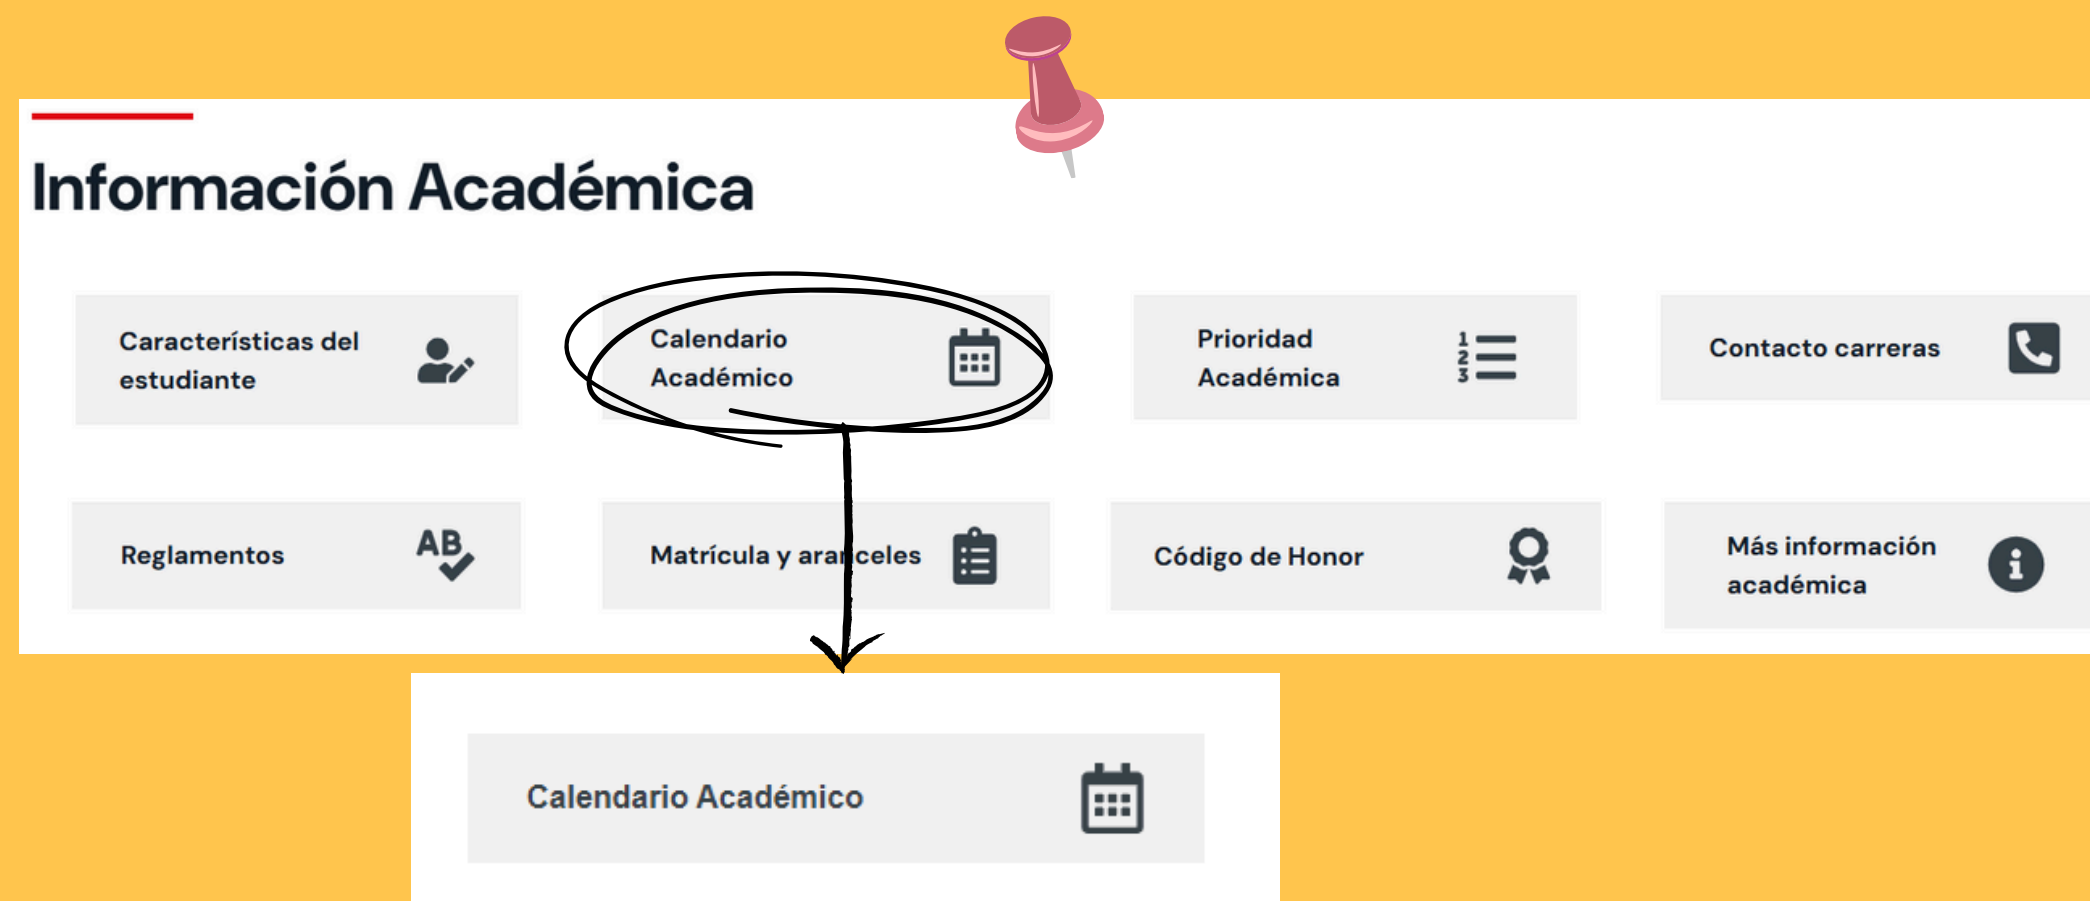 Información Académica
Características del
estudiante
Calendario
Académico
Prioridad
Académica
1
2
3
Contacto carreras
Reglamentos
AB
Matrícula y aranceles
Código de Honor
Más información
académica
i
Calendario Académico